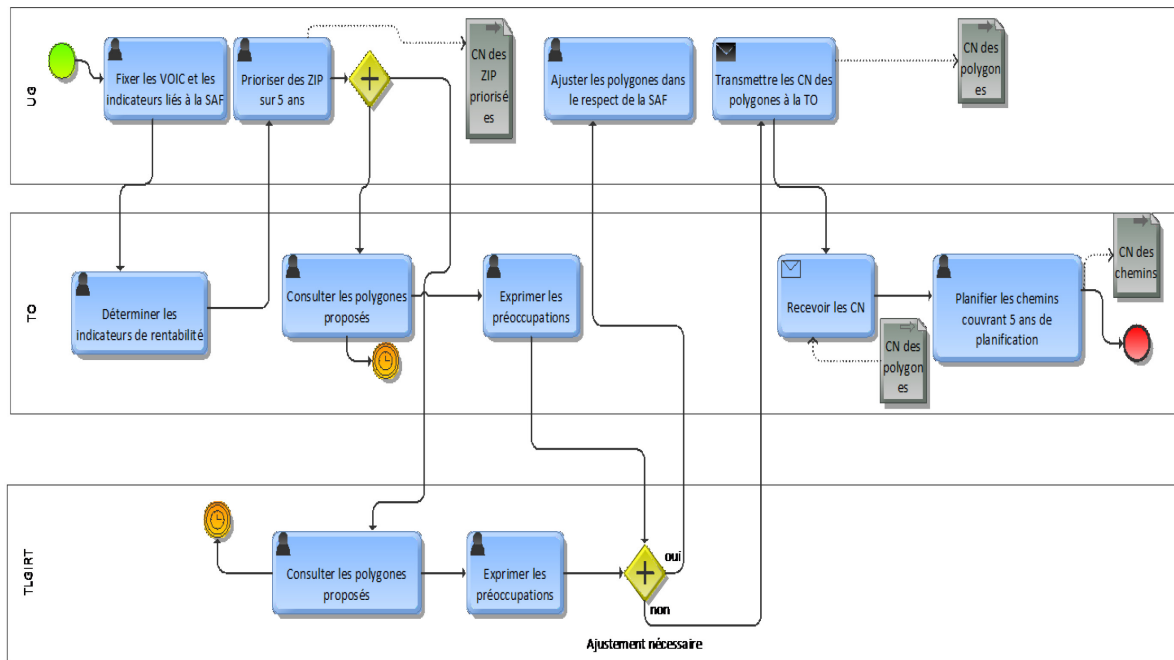 UG
Fixer les VOIC et les
indicateurs liés à la SAF
Prioriser des ZIP
sur 5 ans
CN des
ZIP
priorisé
es
Ajuster les polygones dans
le respect de la SAF
Transmettre les CN des
polygones à la TO
CN des
polygon
es
TO
Déterminer les
indicateurs de rentabilité
Consulter les polygones
proposés
Exprimer les
préoccupations
Recevoir les CN
CN des
polygon
es
Planifier les chemins
couvrant 5 ans de
planification
CN des
chemins
TLGIRT
Consulter les polygones
proposés
Exprimer les
préoccupations
oui
non
Ajustement nécessaire